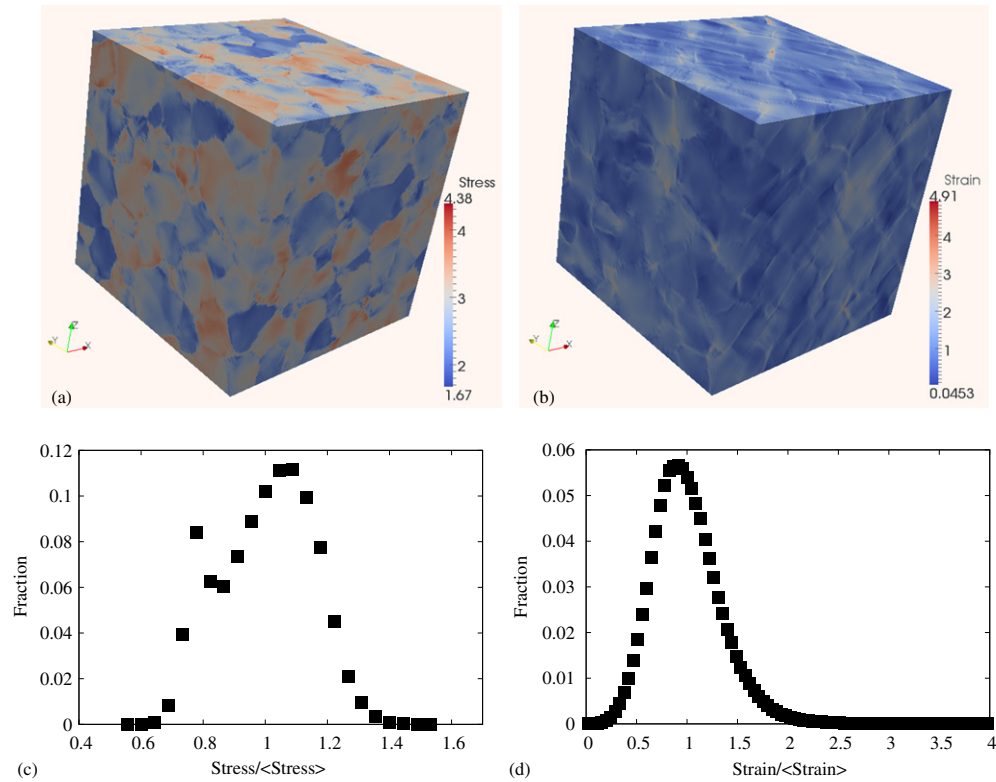 Stress
4.38
4
3
2
1.67
Z
Y
X
(a)
Strain
4.91
4
3
2
1
0.0453
Z
Y
X
(b)
0.12
0.1
0.08
0.06
0.04
0.02
0
Fraction
0.4 0.6 0.8 1 1.2 1.4 1.6
Stress/<Stress>
(c)
0.06
0.05
0.04
0.03
0.02
0.01
0
Fraction
0 0.5 1 1.5 2 2.5 3 3.5 4
Strain/<Strain>
(d)